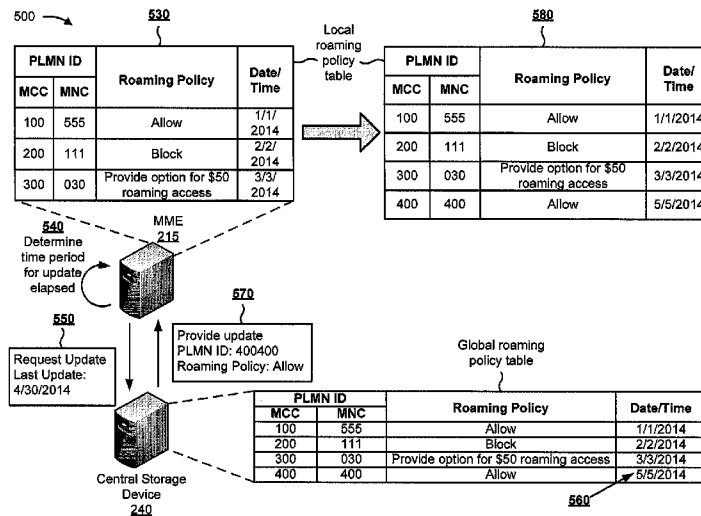 500
530
PLMN ID
Roaming Policy
Date/
Time
MCC
MNC
100 555 Allow 1/1/
2014
200 111 Block 2/2/
2014
300 030 Provide option for $50
roaming access 3/3/
2014
Local
roaming
policy
table
580
PLMN ID
Roaming Policy
Date/
Time
MCC
MNC
100 555 Allow 1/1/2014
200 111 Block 2/2/2014
300 030 Provide option for $50
roaming access 3/3/2014
400 400 Allow 5/5/2014
MME
215
540
Determine
time period
for update
elapsed
550
Request Update
Last Update:
4/30/2014
570
Provide update
PLMN ID: 400400
Roaming Policy: Allow
Central Storage
Device
240
Global roaming
policy table
PLMN ID
Roaming Policy
Date/Time
MCC
MNC
100 555 Allow 1/1/2014
200 111 Block 2/2/2014
300 030 Provide option for $50 roaming access 3/3/2014
400 400 Allow 5/5/2014
560